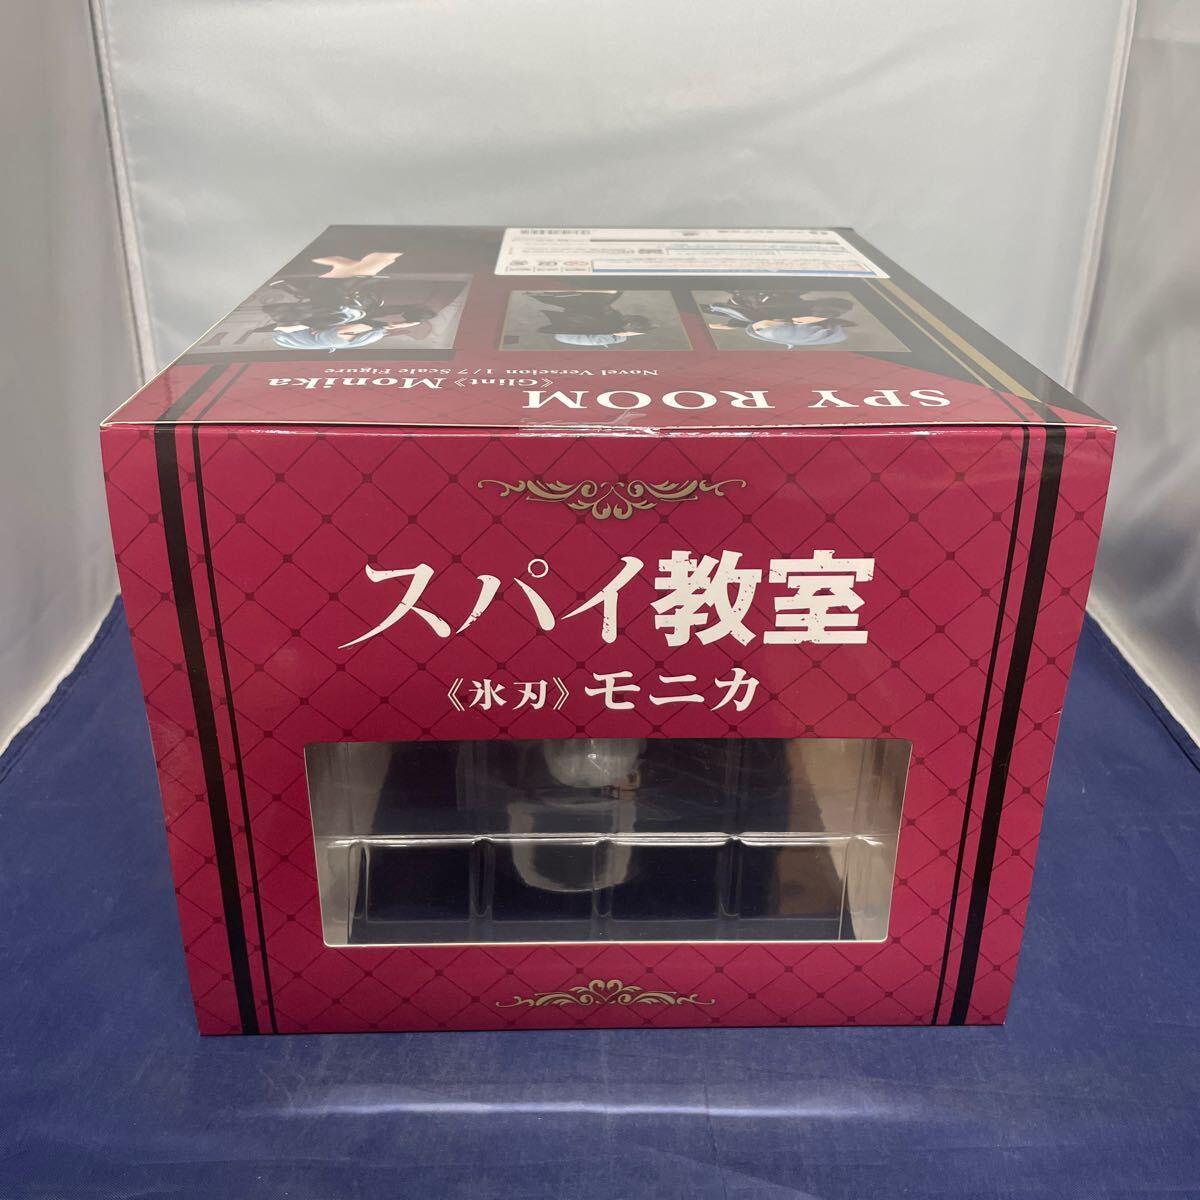 SPY ROOM
《Glint》 Monika
Novel Verseion 1/7 Scale Figure
スパイ教室
《氷刃》 モニカ